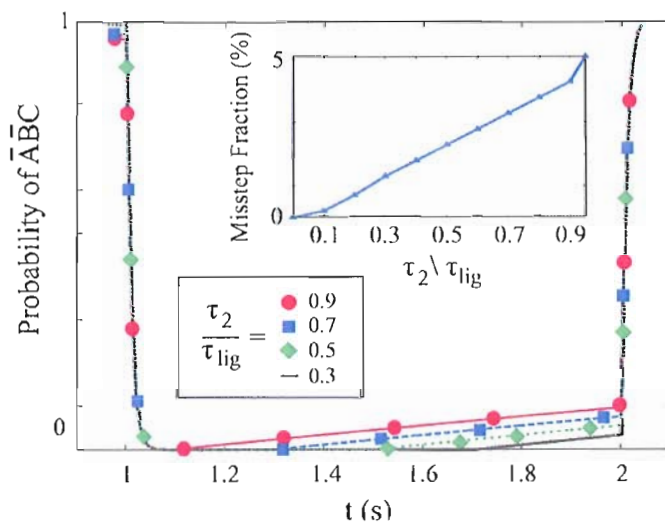 1
Probability of ĀB̄C
0
5
Misstep Fraction (%)
0
0.1 0.3 0.5 0.7 0.9
τ₂\τlig
τ₂
τlig =
0.9
0.7
0.5
0.3
1 1.2 1.4 1.6 1.8 2
t (s)